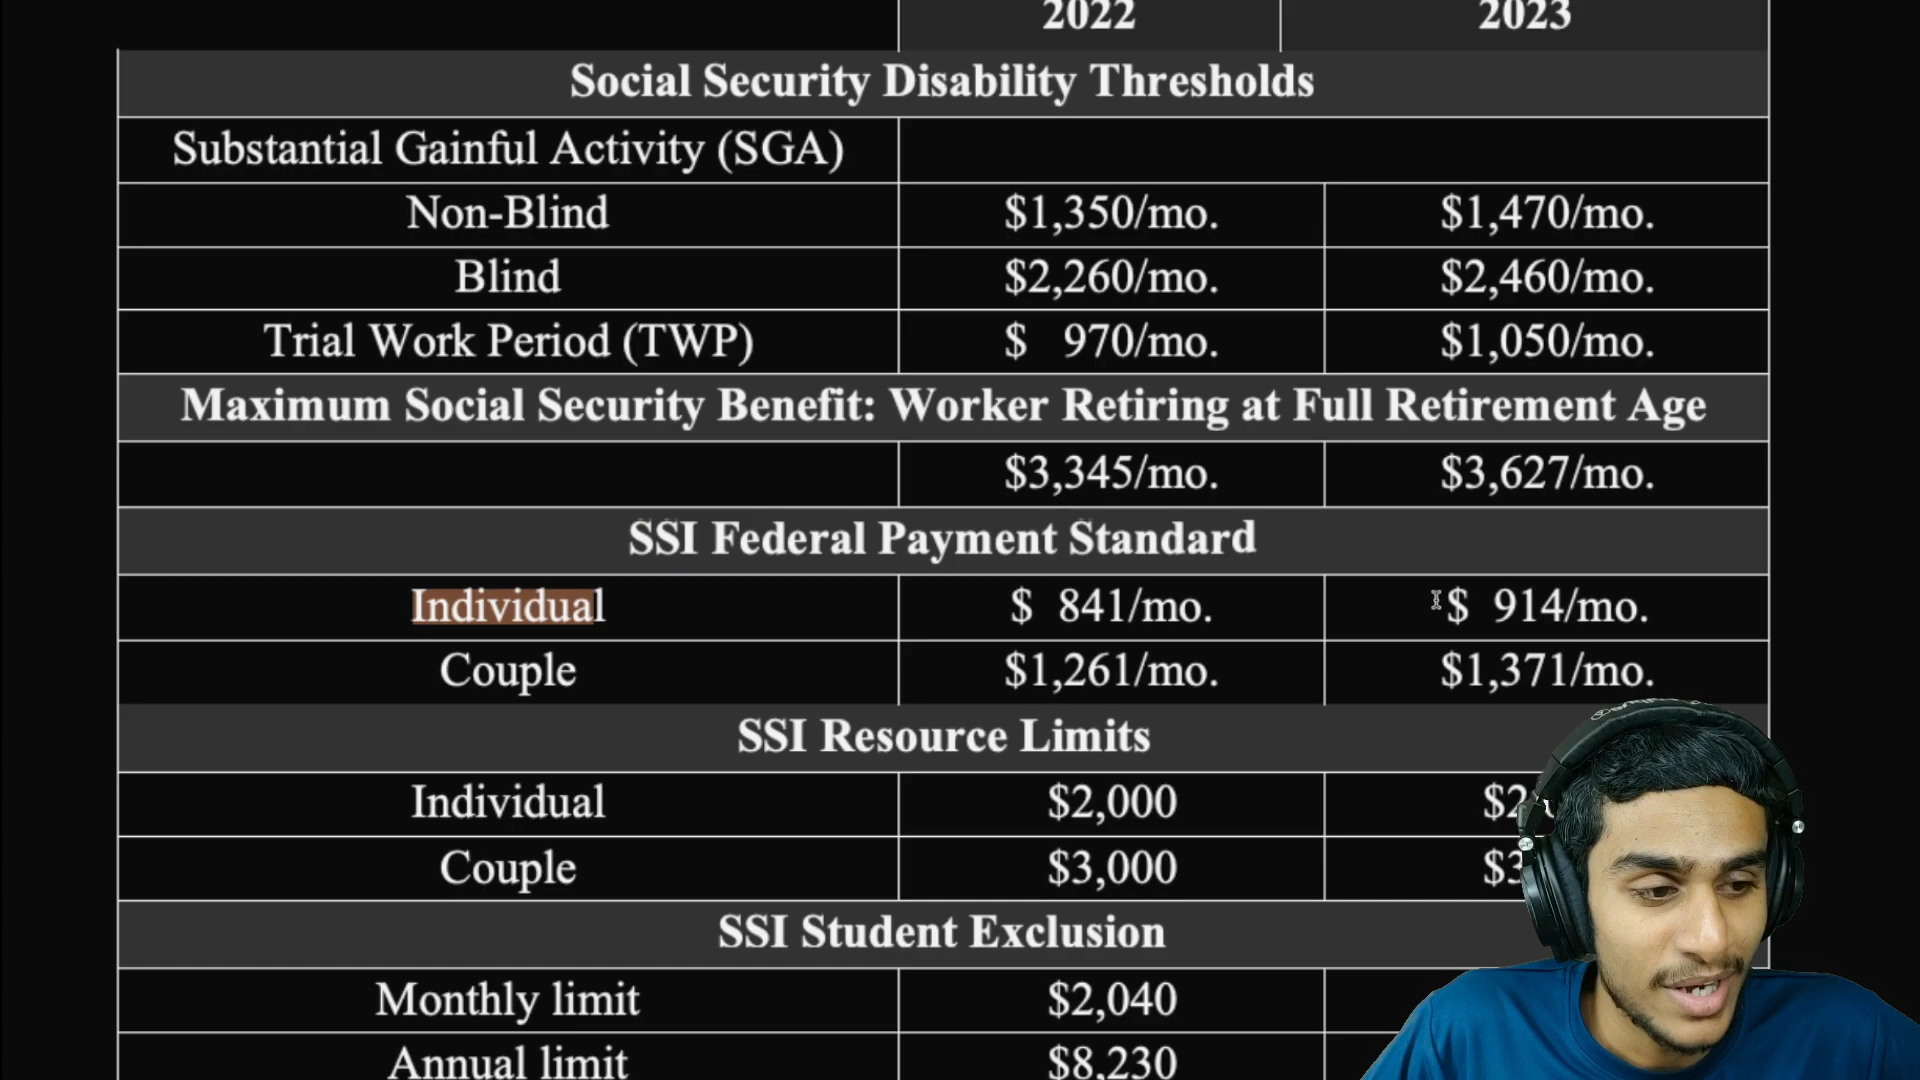 2022 2023
Social Security Disability Thresholds
Substantial Gainful Activity (SGA)
Non-Blind $1,350/mo. $1,470/mo.
Blind $2,260/mo. $2,460/mo.
Trial Work Period (TWP) $ 970/mo. $1,050/mo.
Maximum Social Security Benefit: Worker Retiring at Full Retirement Age
$3,345/mo. $3,627/mo.
SSI Federal Payment Standard
Individual $ 841/mo. $ 914/mo.
Couple $1,261/mo. $1,371/mo.
SSI Resource Limits
Individual $2,000
Couple $3,000
SSI Student Exclusion
Monthly limit $2,040
Annual limit $8,230